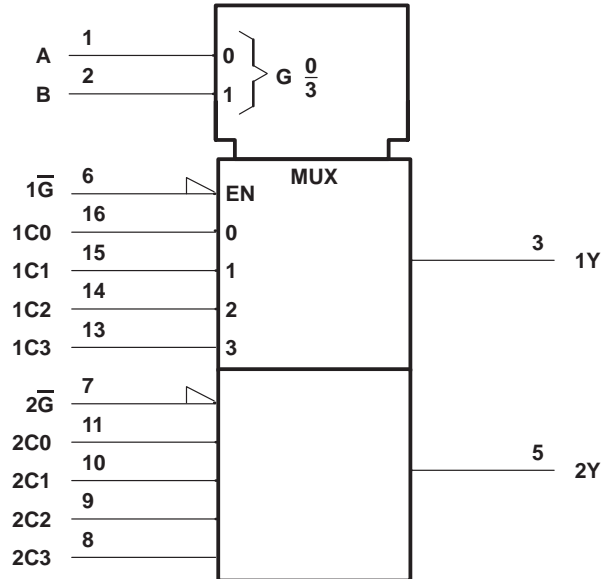 A 1 0
B 2 1
G 0/3
MUX
1G̅ 6 EN
1C0 16 0
1C1 15 1
1C2 14 2
1C3 13 3
3 1Y
2G̅ 7
2C0 11
2C1 10
2C2 9
2C3 8
5 2Y